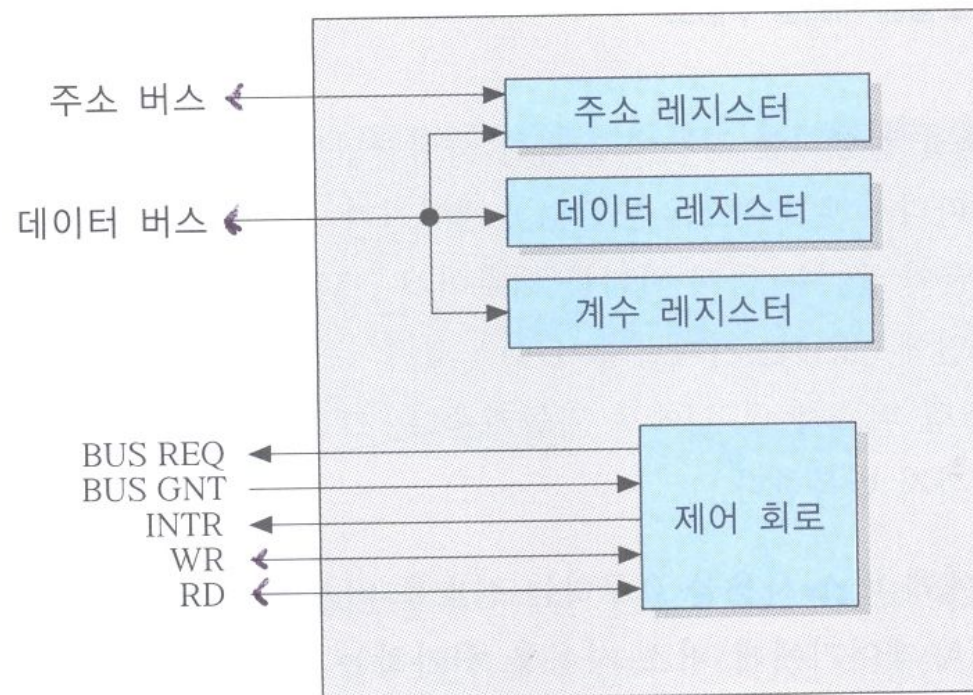 주소 버스
주소 레지스터
데이터 버스
데이터 레지스터
계수 레지스터
BUS REQ
BUS GNT
INTR
WR
RD
제어 회로